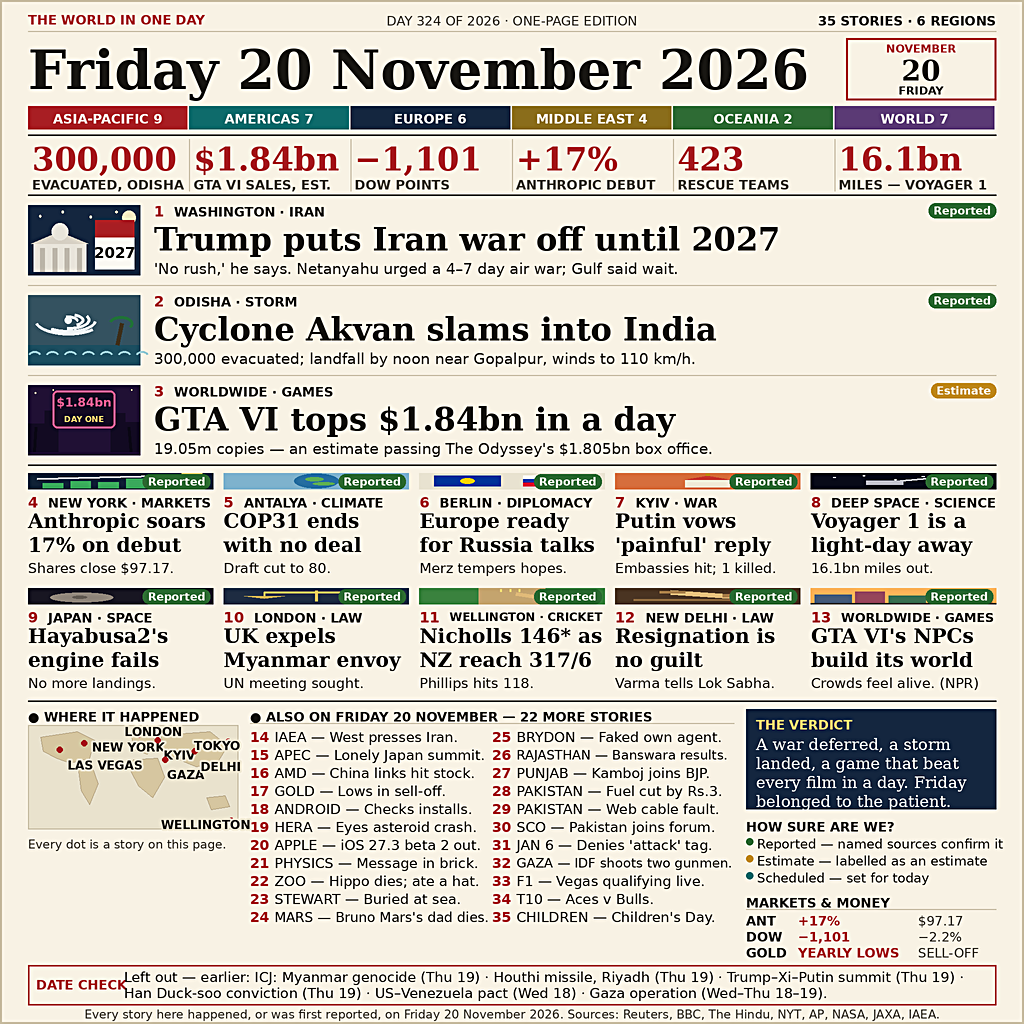 THE WORLD IN ONE DAY
DAY 324 OF 2026 · ONE-PAGE EDITION
35 STORIES · 6 REGIONS
Friday 20 November 2026
NOVEMBER
20
FRIDAY
ASIA-PACIFIC 9
AMERICAS 7
EUROPE 6
MIDDLE EAST 4
OCEANIA 2
WORLD 7
300,000
EVACUATED, ODISHA
$1.84bn
GTA VI SALES, EST.
−1,101
DOW POINTS
+17%
ANTHROPIC DEBUT
423
RESCUE TEAMS
16.1bn
MILES — VOYAGER 1
2027
1 WASHINGTON · IRAN
Reported
Trump puts Iran war off until 2027
'No rush,' he says. Netanyahu urged a 4–7 day air war; Gulf said wait.
2 ODISHA · STORM
Reported
Cyclone Akvan slams into India
300,000 evacuated; landfall by noon near Gopalpur, winds to 110 km/h.
$1.84bn
DAY ONE
3 WORLDWIDE · GAMES
Estimate
GTA VI tops $1.84bn in a day
19.05m copies — an estimate passing The Odyssey's $1.805bn box office.
Reported
4 NEW YORK · MARKETS
Anthropic soars
17% on debut
Shares close $97.17.
Reported
5 ANTALYA · CLIMATE
COP31 ends
with no deal
Draft cut to 80.
Reported
6 BERLIN · DIPLOMACY
Europe ready
for Russia talks
Merz tempers hopes.
Reported
7 KYIV · WAR
Putin vows
'painful' reply
Embassies hit; 1 killed.
Reported
8 DEEP SPACE · SCIENCE
Voyager 1 is a
light-day away
16.1bn miles out.
Reported
9 JAPAN · SPACE
Hayabusa2's
engine fails
No more landings.
Reported
10 LONDON · LAW
UK expels
Myanmar envoy
UN meeting sought.
Reported
11 WELLINGTON · CRICKET
Nicholls 146* as
NZ reach 317/6
Phillips hits 118.
Reported
12 NEW DELHI · LAW
Resignation is
no guilt
Varma tells Lok Sabha.
Reported
13 WORLDWIDE · GAMES
GTA VI's NPCs
build its world
Crowds feel alive. (NPR)
● WHERE IT HAPPENED
LONDON
NEW YORK
KYIV
TOKYO
LAS VEGAS
GAZA
DELHI
WELLINGTON
Every dot is a story on this page.
● ALSO ON FRIDAY 20 NOVEMBER — 22 MORE STORIES
14 IAEA — West presses Iran.
15 APEC — Lonely Japan summit.
16 AMD — China links hit stock.
17 GOLD — Lows in sell-off.
18 ANDROID — Checks installs.
19 HERA — Eyes asteroid crash.
20 APPLE — iOS 27.3 beta 2 out.
21 PHYSICS — Message in brick.
22 ZOO — Hippo dies; ate a hat.
23 STEWART — Buried at sea.
24 MARS — Bruno Mars's dad dies.
25 BRYDON — Faked own agent.
26 RAJASTHAN — Banswara results.
27 PUNJAB — Kamboj joins BJP.
28 PAKISTAN — Fuel cut by Rs.3.
29 PAKISTAN — Web cable fault.
30 SCO — Pakistan joins forum.
31 JAN 6 — Denies 'attack' tag.
32 GAZA — IDF shoots two gunmen.
33 F1 — Vegas qualifying live.
34 T10 — Aces v Bulls.
35 CHILDREN — Children's Day.
THE VERDICT
A war deferred, a storm
landed, a game that beat
every film in a day. Friday
belonged to the patient.
HOW SURE ARE WE?
Reported — named sources confirm it
Estimate — labelled as an estimate
Scheduled — set for today
MARKETS & MONEY
ANT +17% $97.17
DOW −1,101 −2.2%
GOLD YEARLY LOWS SELL-OFF
DATE CHECK
Left out — earlier: ICJ: Myanmar genocide (Thu 19) · Houthi missile, Riyadh (Thu 19) · Trump–Xi–Putin summit (Thu 19) ·
Han Duck-soo conviction (Thu 19) · US–Venezuela pact (Wed 18) · Gaza operation (Wed–Thu 18–19).
Every story here happened, or was first reported, on Friday 20 November 2026. Sources: Reuters, BBC, The Hindu, NYT, AP, NASA, JAXA, IAEA.